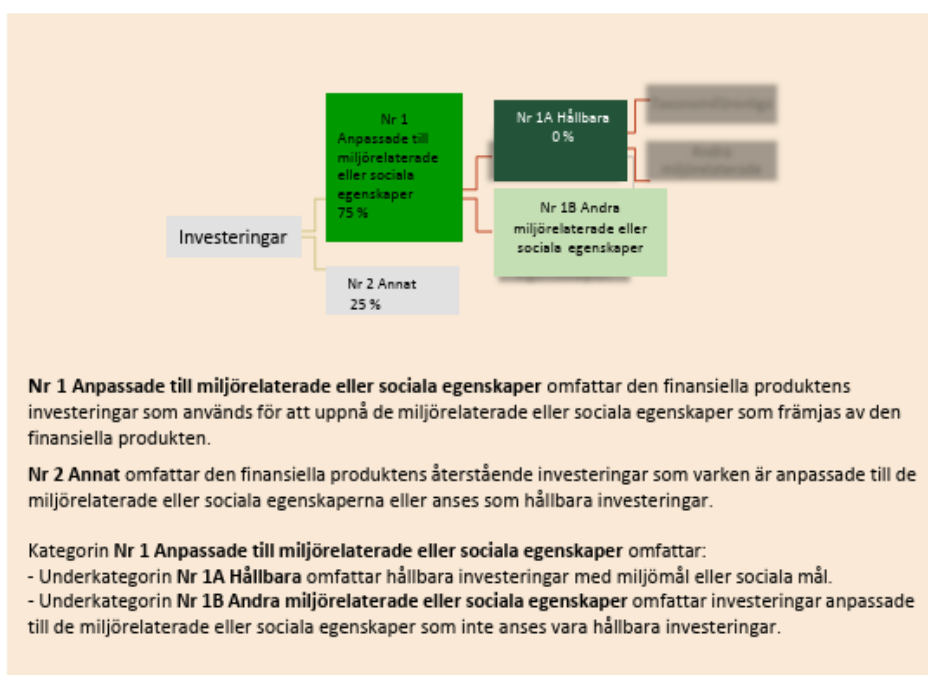 Nr 1
Anpassade till
miljörelaterade
eller sociala
egenskaper
75 %
Nr 1A Hållbara
0 %
Nr 1B Andra
miljörelaterade eller
sociala egenskaper
Investeringar
Nr 2 Annat
25 %
Nr 1 Anpassade till miljörelaterade eller sociala egenskaper omfattar den finansiella produktens
investeringar som används för att uppnå de miljörelaterade eller sociala egenskaper som främjas av den
finansiella produkten.
Nr 2 Annat omfattar den finansiella produktens återstående investeringar som varken är anpassade till de
miljörelaterade eller sociala egenskaperna eller anses som hållbara investeringar.
Kategorin Nr 1 Anpassade till miljörelaterade eller sociala egenskaper omfattar:
- Underkategorin Nr 1A Hållbara omfattar hållbara investeringar med miljömål eller sociala mål.
- Underkategorin Nr 1B Andra miljörelaterade eller sociala egenskaper omfattar investeringar anpassade
till de miljörelaterade eller sociala egenskaper som inte anses vara hållbara investeringar.